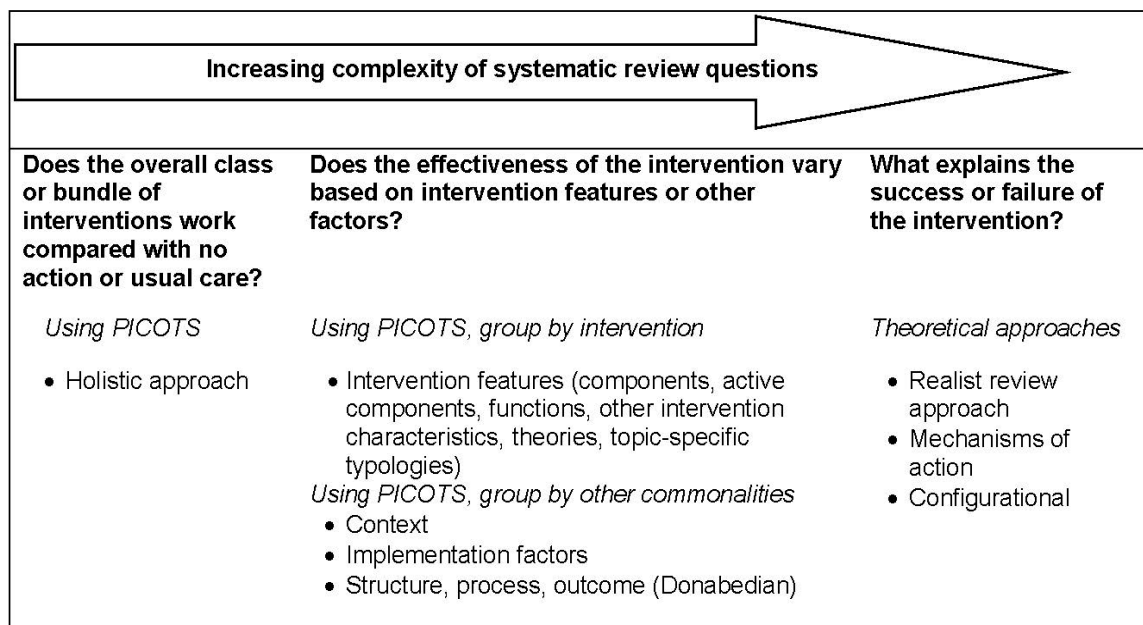 Increasing complexity of systematic review questions
Does the overall class
or bundle of
interventions work
compared with no
action or usual care?
Using PICOTS
• Holistic approach
Does the effectiveness of the intervention vary
based on intervention features or other
factors?
Using PICOTS, group by intervention
• Intervention features (components, active
components, functions, other intervention
characteristics, theories, topic-specific
typologies)
Using PICOTS, group by other commonalities
• Context
• Implementation factors
• Structure, process, outcome (Donabedian)
What explains the
success or failure of
the intervention?
Theoretical approaches
• Realist review
approach
• Mechanisms of
action
• Configurational